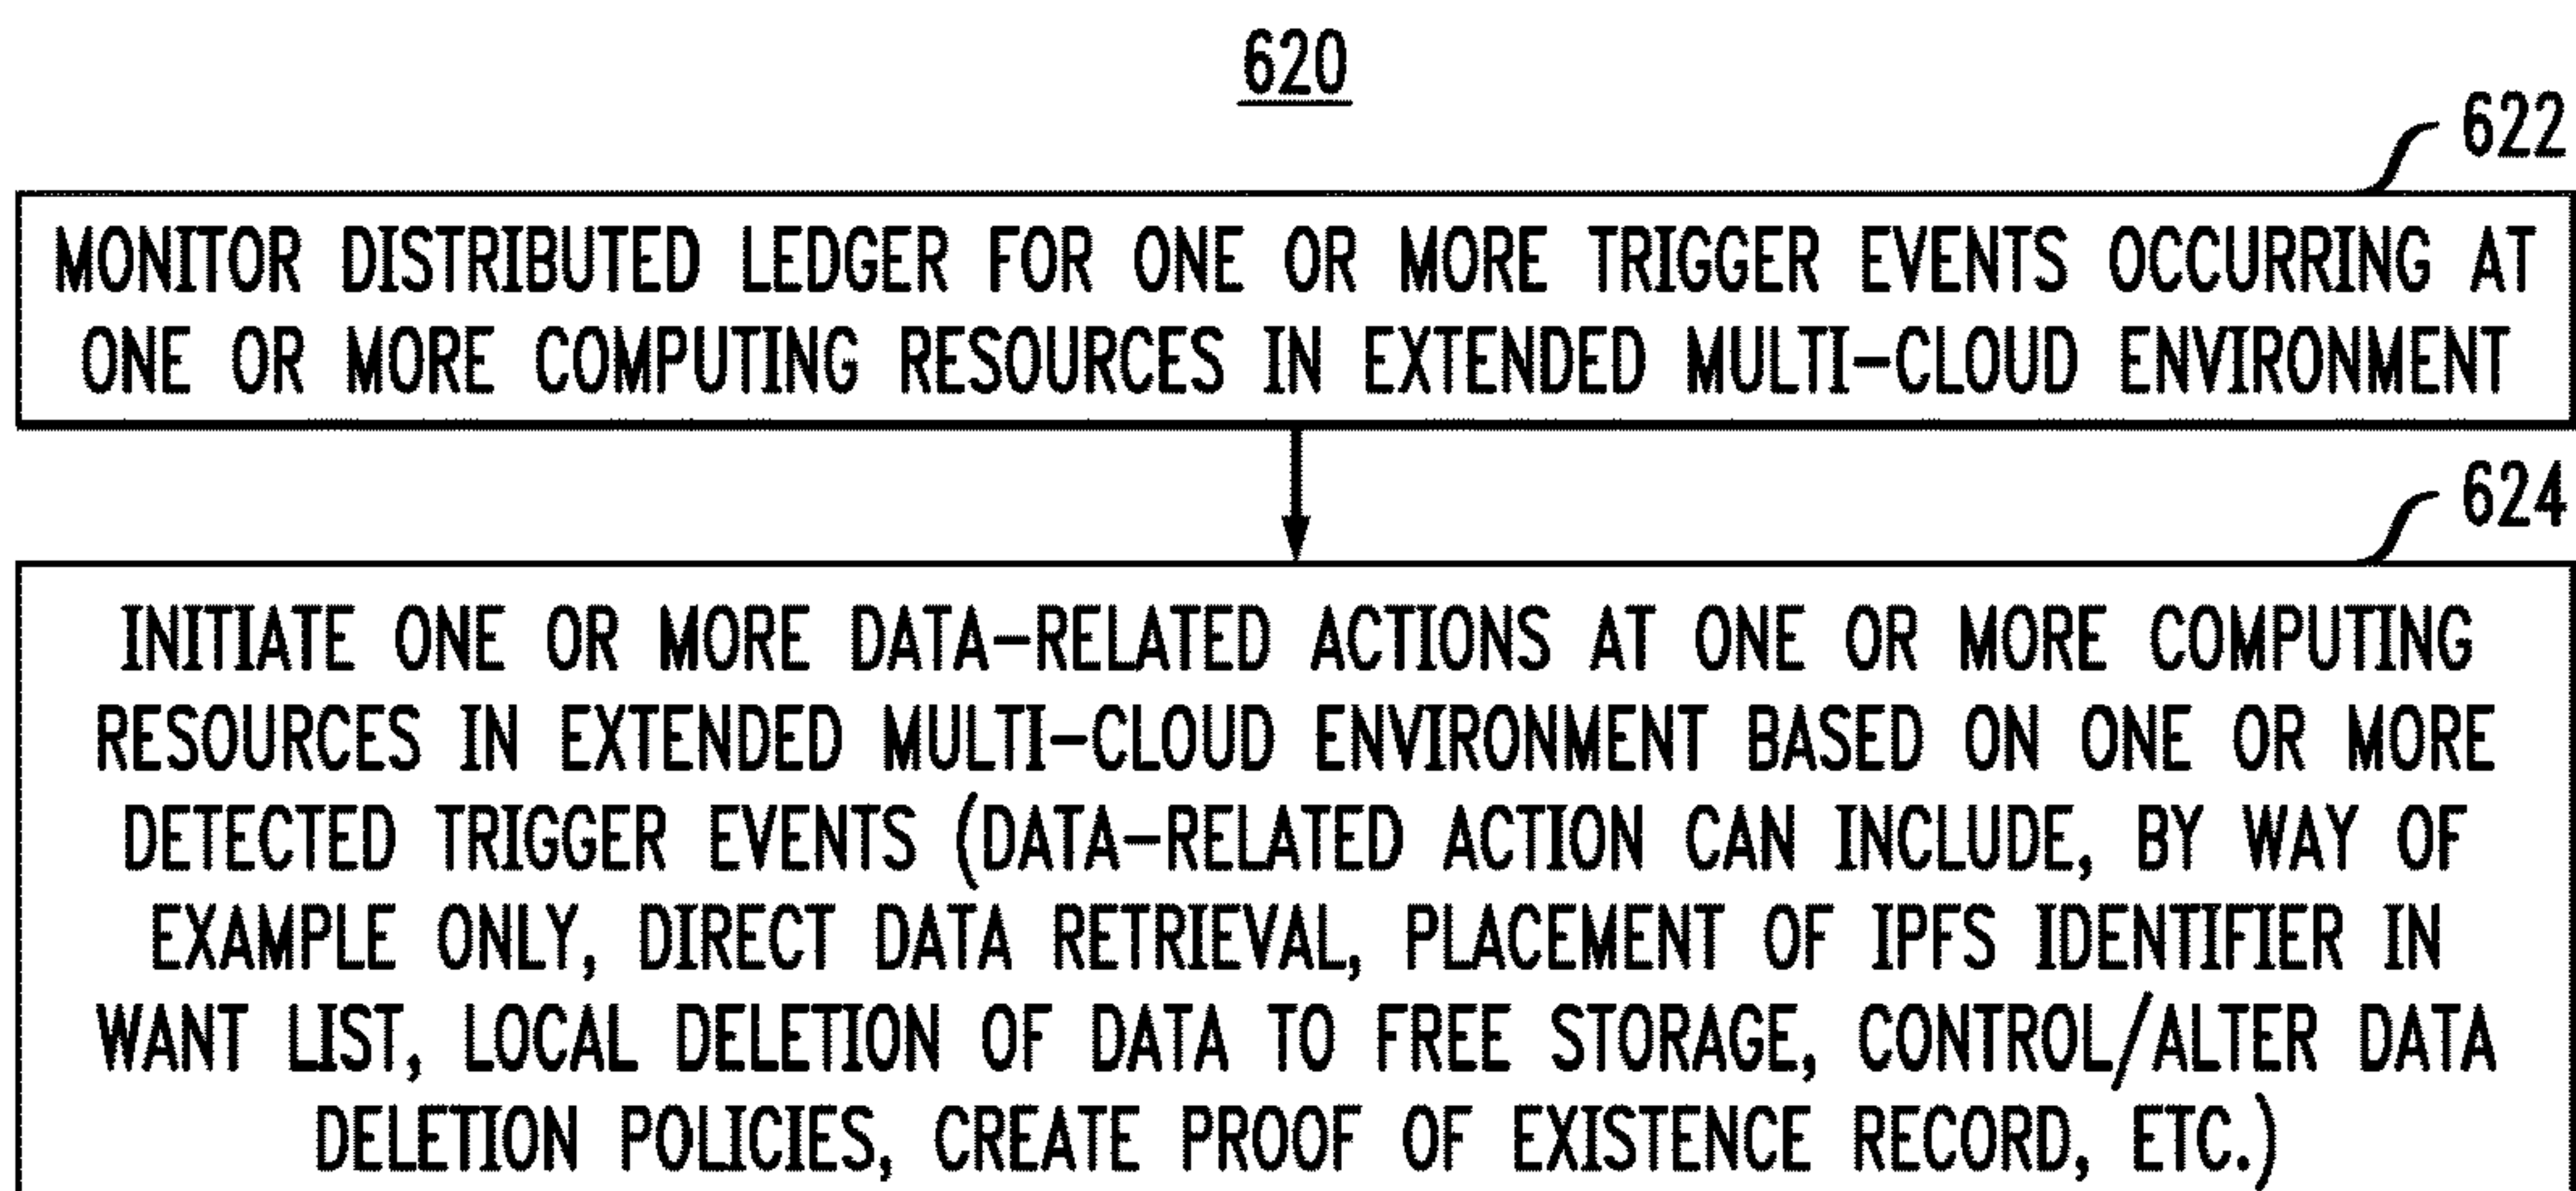 620
622
MONITOR DISTRIBUTED LEDGER FOR ONE OR MORE TRIGGER EVENTS OCCURRING AT
ONE OR MORE COMPUTING RESOURCES IN EXTENDED MULTI-CLOUD ENVIRONMENT
624
INITIATE ONE OR MORE DATA-RELATED ACTIONS AT ONE OR MORE COMPUTING
RESOURCES IN EXTENDED MULTI-CLOUD ENVIRONMENT BASED ON ONE OR MORE
DETECTED TRIGGER EVENTS (DATA-RELATED ACTION CAN INCLUDE, BY WAY OF
EXAMPLE ONLY, DIRECT DATA RETRIEVAL, PLACEMENT OF IPFS IDENTIFIER IN
WANT LIST, LOCAL DELETION OF DATA TO FREE STORAGE, CONTROL/ALTER DATA
DELETION POLICIES, CREATE PROOF OF EXISTENCE RECORD, ETC.)